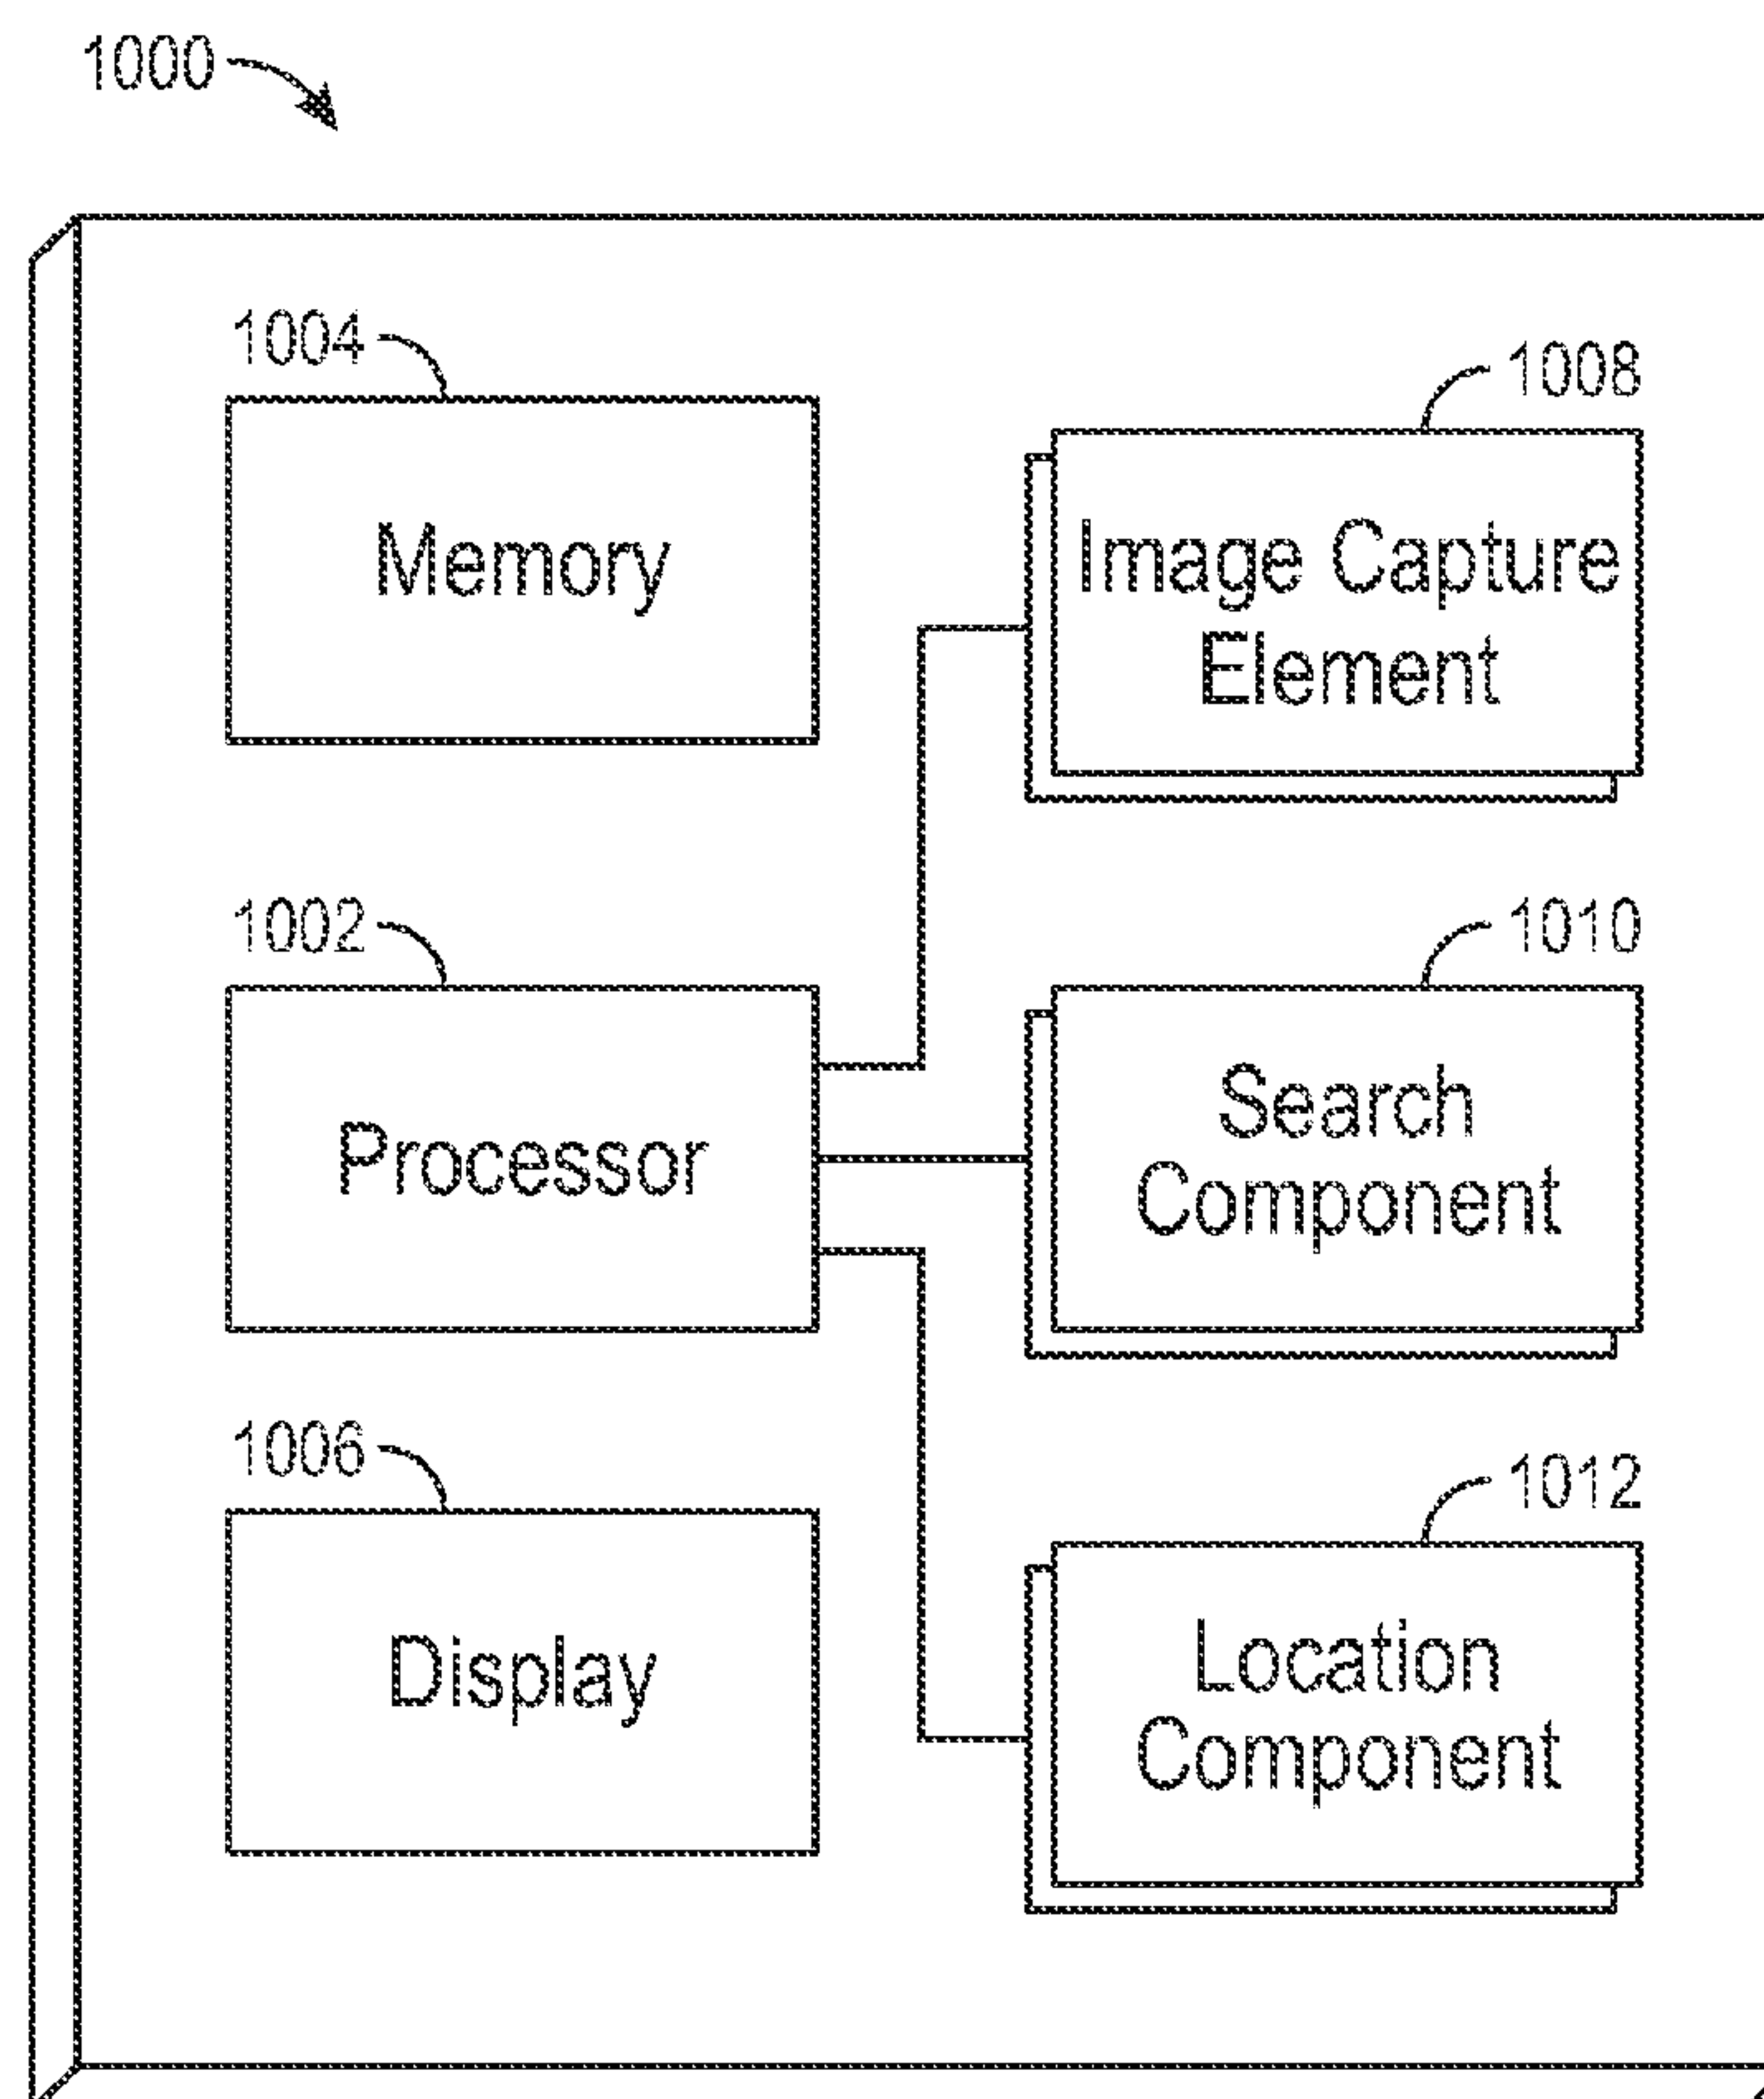 1000
1004
1008
Memory
Image Capture
Element
1002
1010
Processor
Search
Component
1006
1012
Display
Location
Component